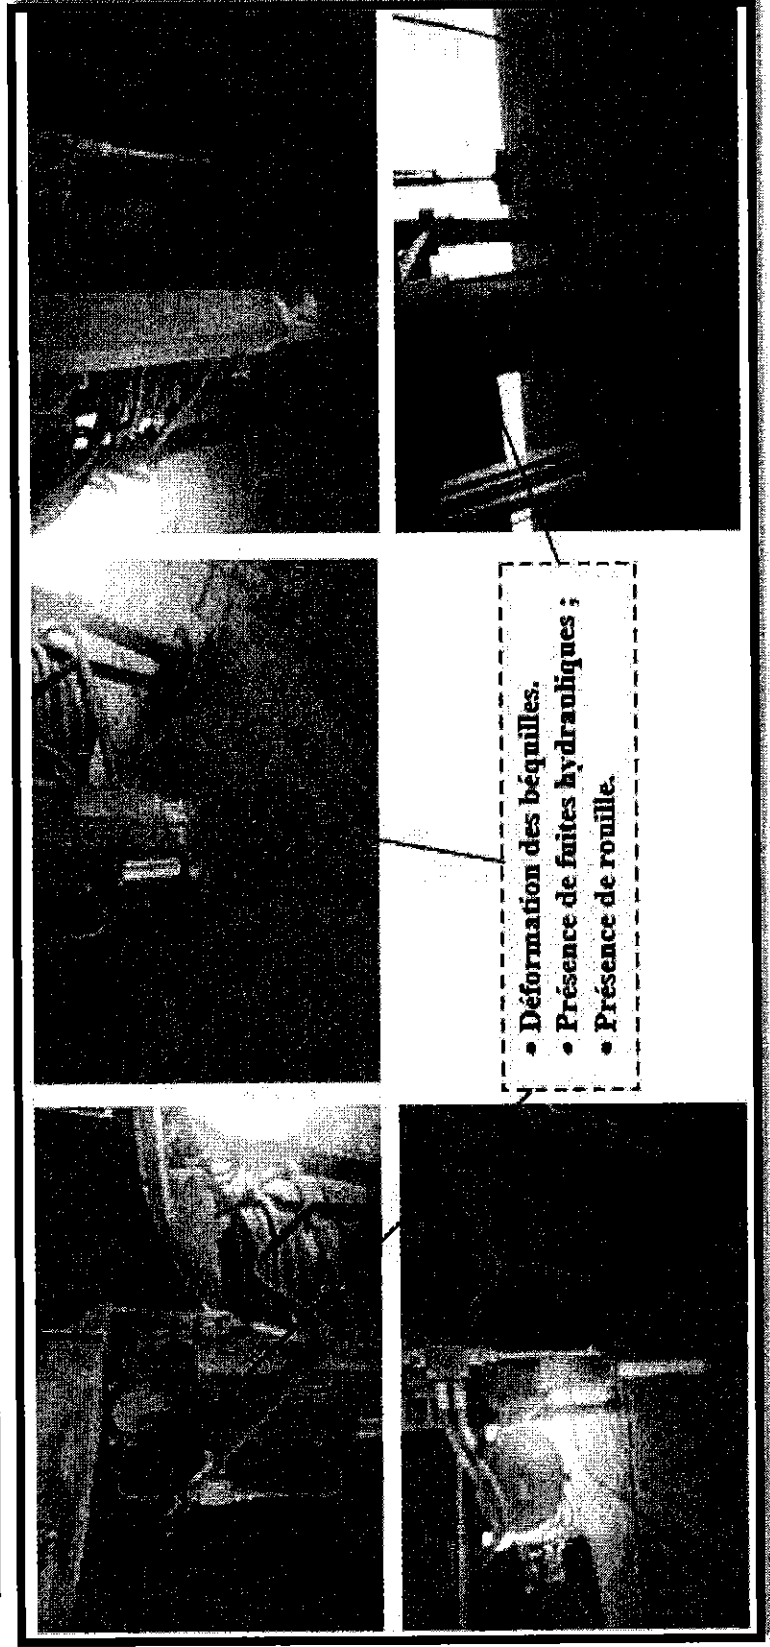 • Déformation des béquilles.
• Présence de fuites hydrauliques ;
• Présence de rouille.